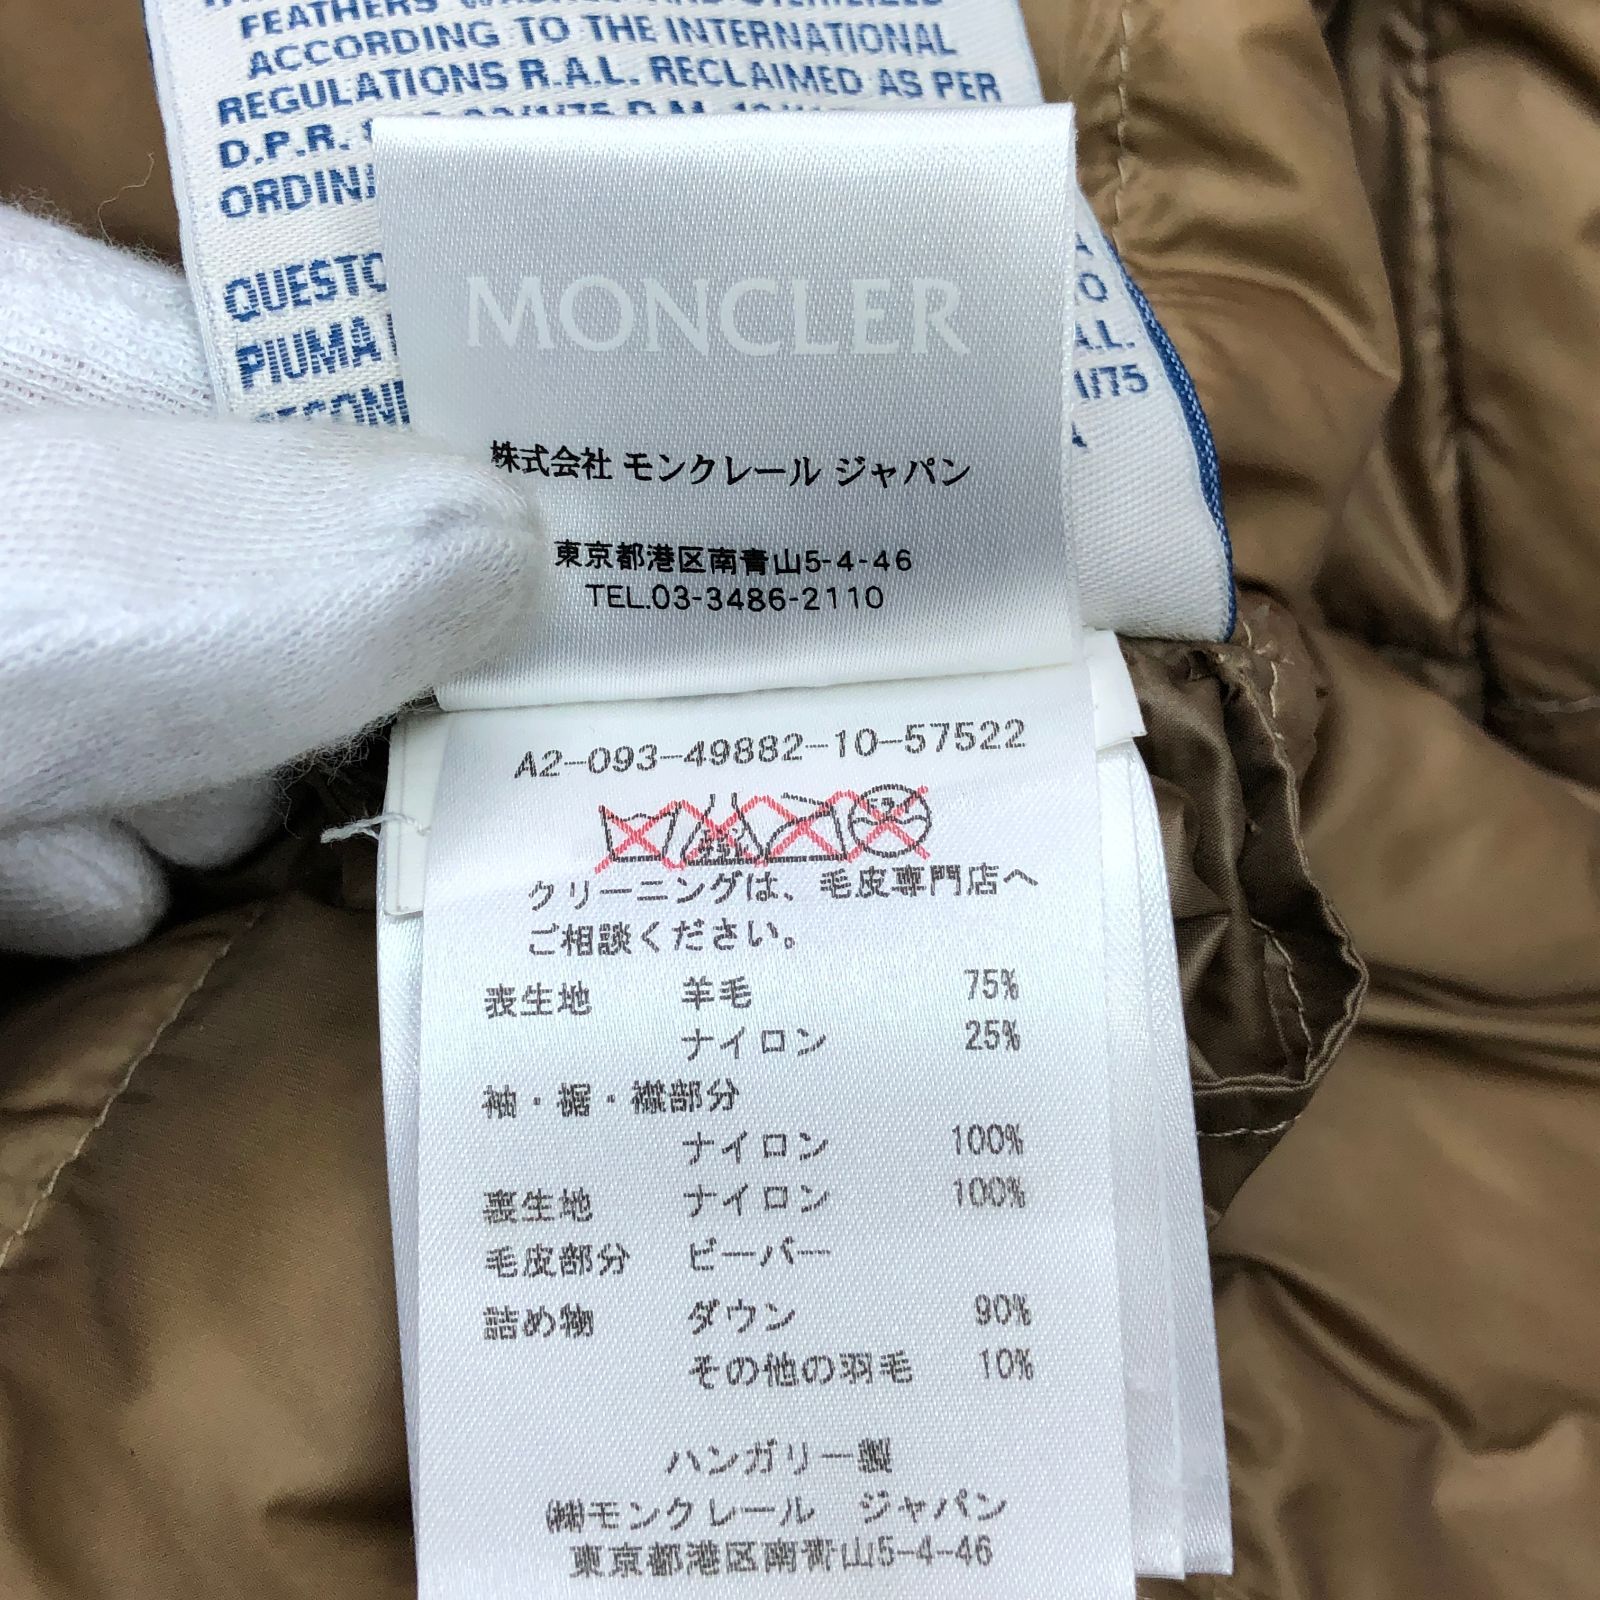 FEATHERS
ACCORDING TO THE INTERNATIONAL
REGULATIONS R.A.L. RECLAIMED AS PER
D.P.R.
QUESTO
PIUMA
A.L.
1/75
A
MONCLER
株式会社 モンクレール ジャパン
東京都港区南青山5-4-46
TEL.03-3486-2110
A2-093-49882-10-57522
クリーニングは、毛皮専門店へ
ご相談ください。
表生地 羊毛 75%
ナイロン 25%
袖・裾・襟部分
ナイロン 100%
裏生地 ナイロン 100%
毛皮部分 ビーバー
詰め物 ダウン 90%
その他の羽毛 10%
ハンガリー製
㈱モンクレール ジャパン
東京都港区南青山5-4-46